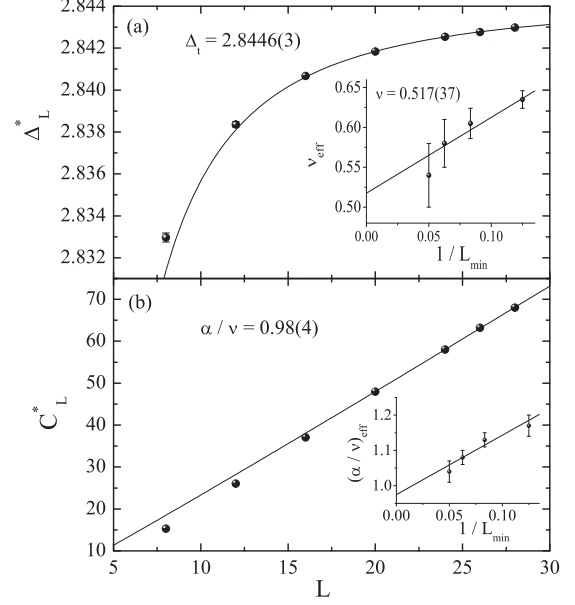 2.844
(a)
Δt = 2.8446(3)
2.842
2.840
Δ*L
2.838
2.836
2.834
2.832
0.65
ν = 0.517(37)
0.60
νeff
0.55
0.50
0.00 0.05 0.10
1 / Lmin
70
(b)
60
α / ν = 0.98(4)
50
C*L
40
30
20
10
1.2
1.1
(α / ν)eff
1.0
0.00 0.05 0.10
1 / Lmin
5 10 15 20 25 30
L